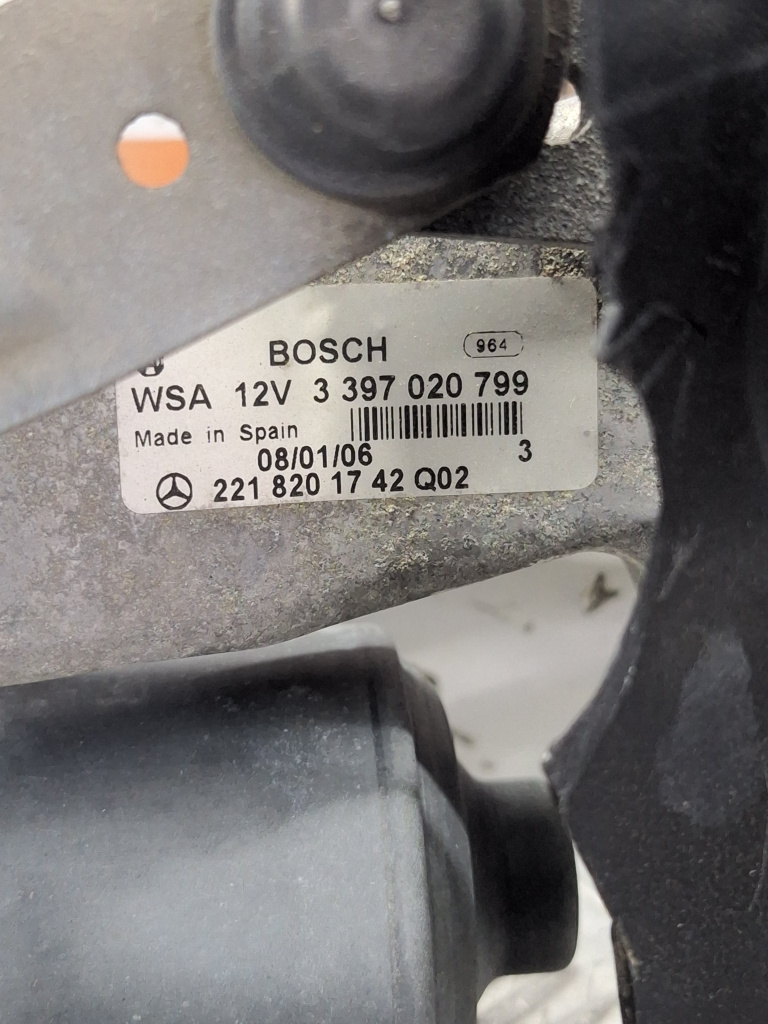 BOSCH 964
WSA 12V 3 397 020 799
Made in Spain
08/01/06 3
221 820 17 42 Q02